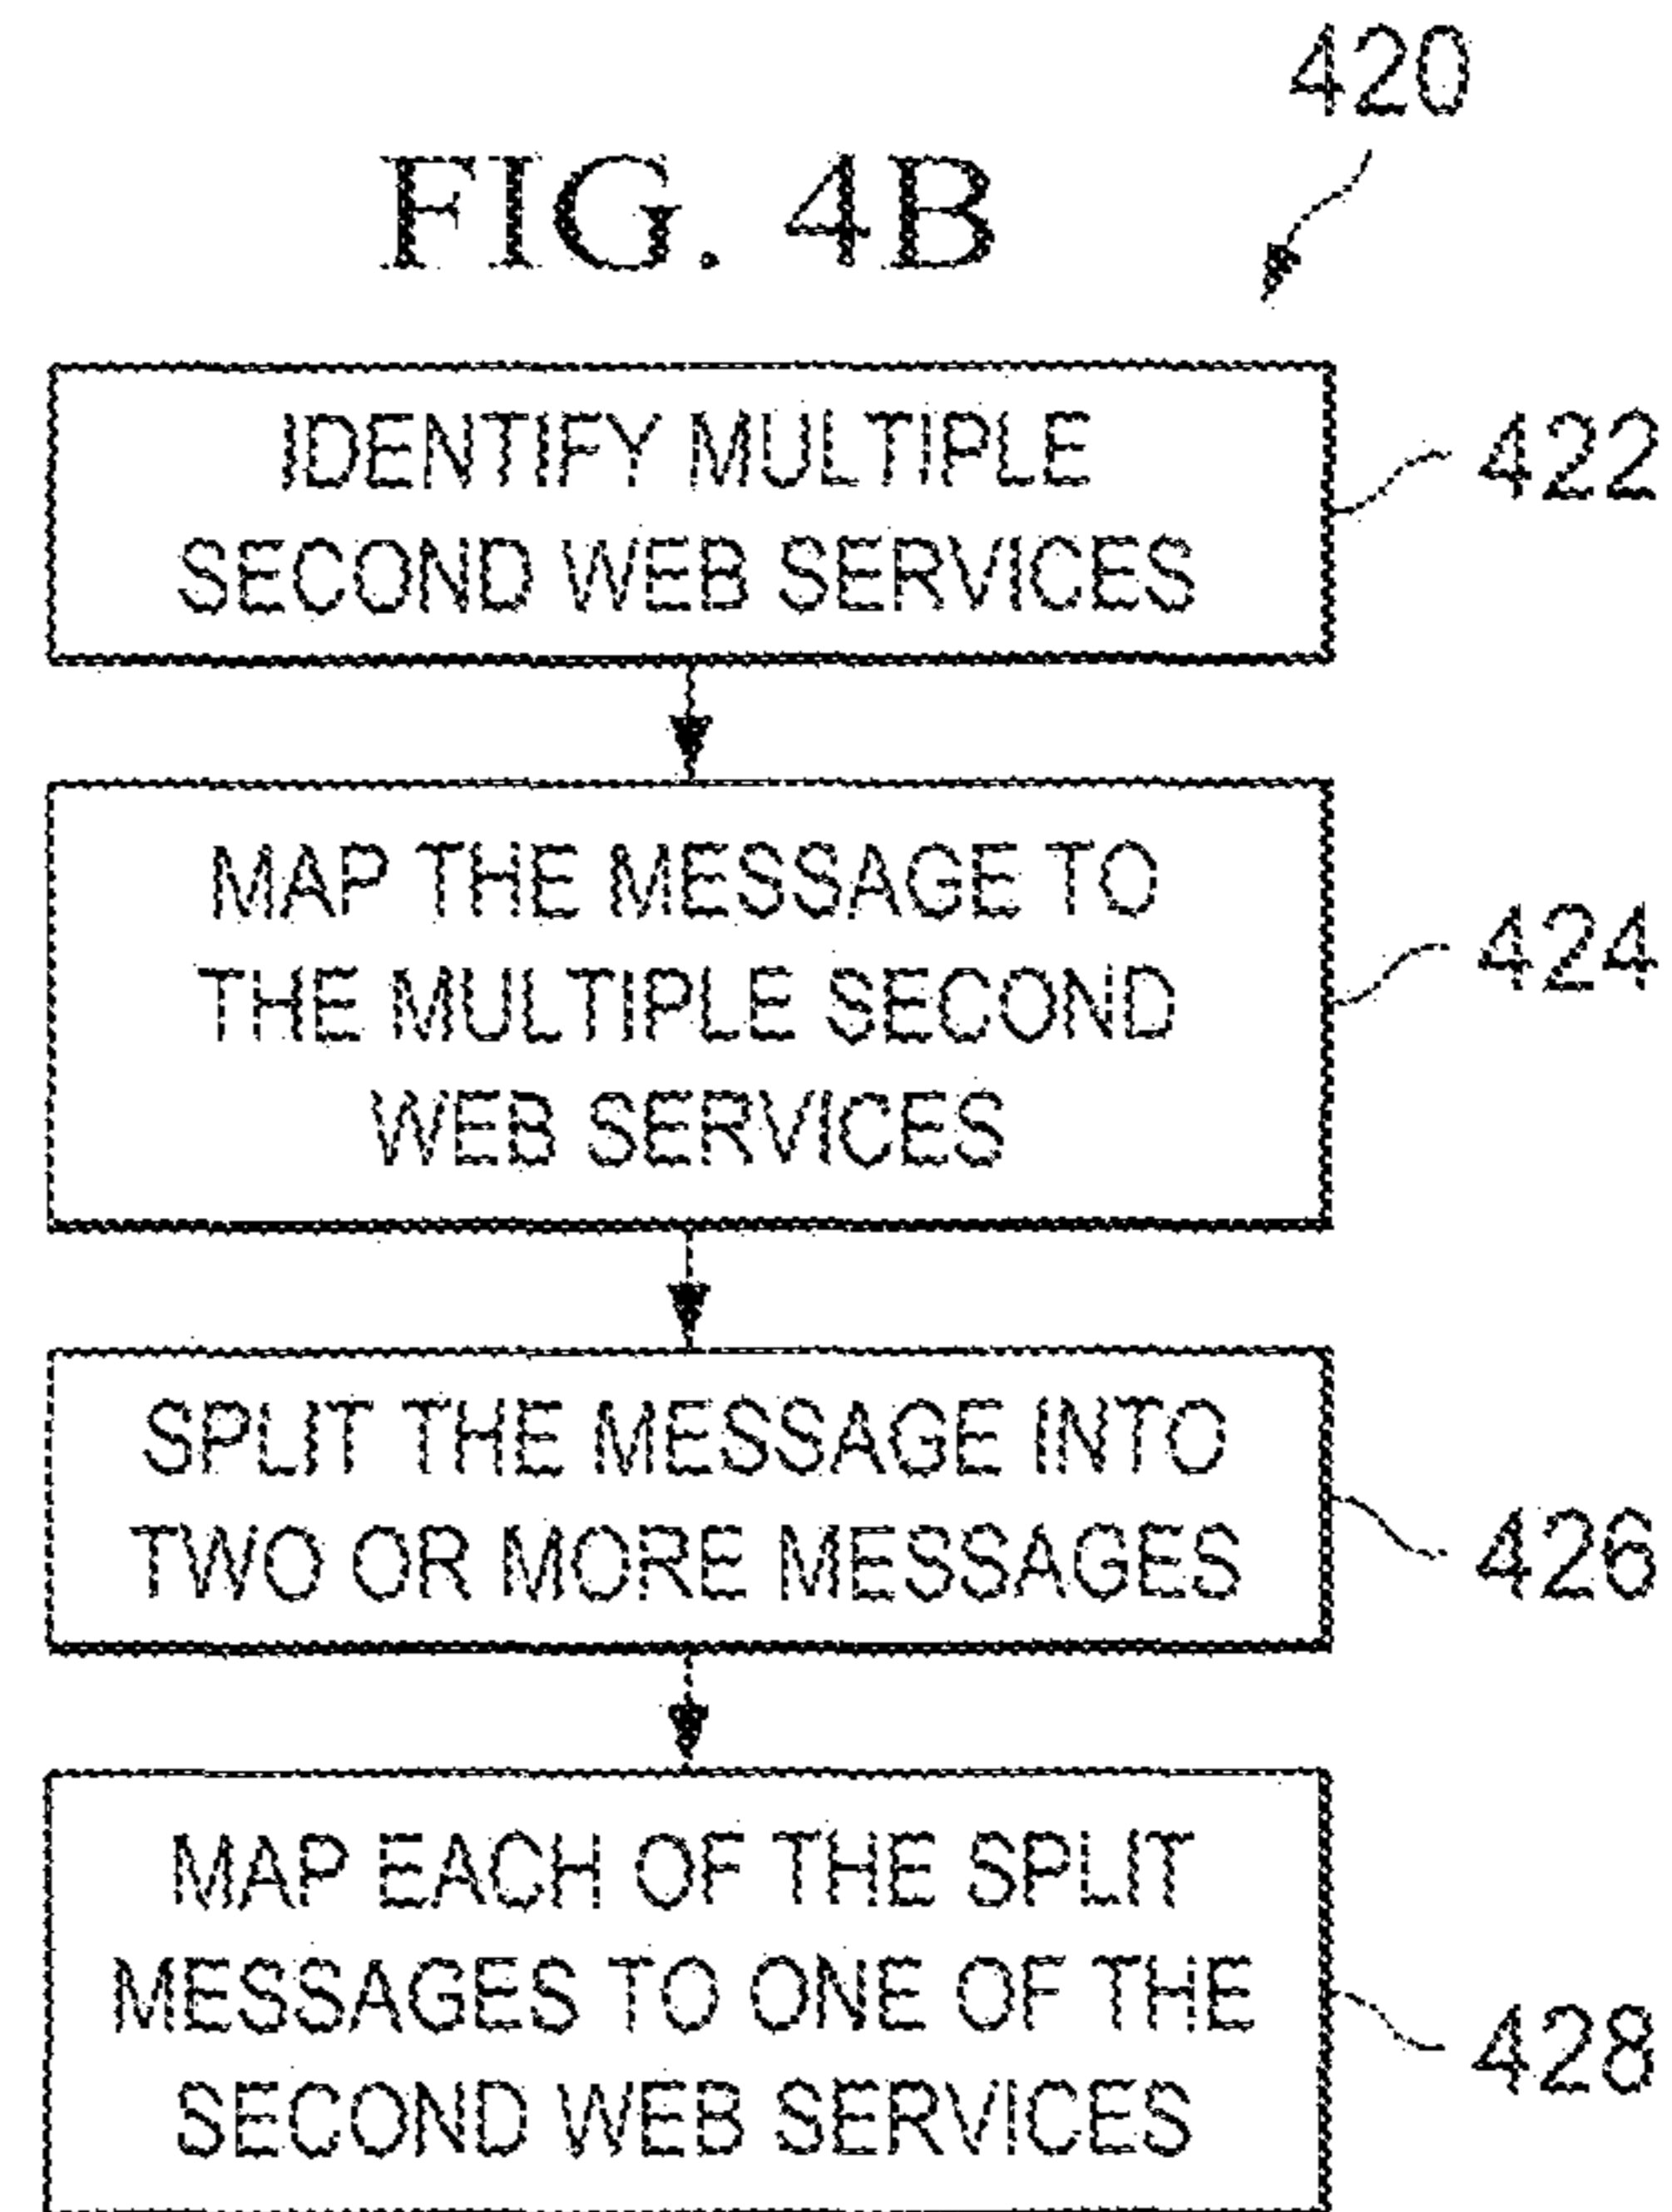 420
FIG. 4B
IDENTIFY MULTIPLE
SECOND WEB SERVICES
422
MAP THE MESSAGE TO
THE MULTIPLE SECOND
WEB SERVICES
424
SPLIT THE MESSAGE INTO
TWO OR MORE MESSAGES
426
MAP EACH OF THE SPLIT
MESSAGES TO ONE OF THE
SECOND WEB SERVICES
428